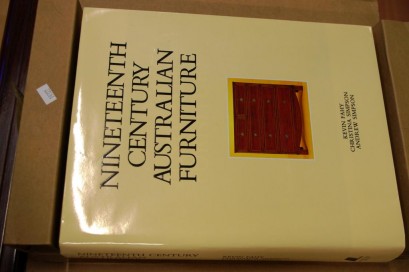 NINETEENTH
CENTURY
AUSTRALIAN
FURNITURE
KEVIN FAHY
CHRISTINA SIMPSON
ANDREW SIMPSON
NINETEENTH CENTURY